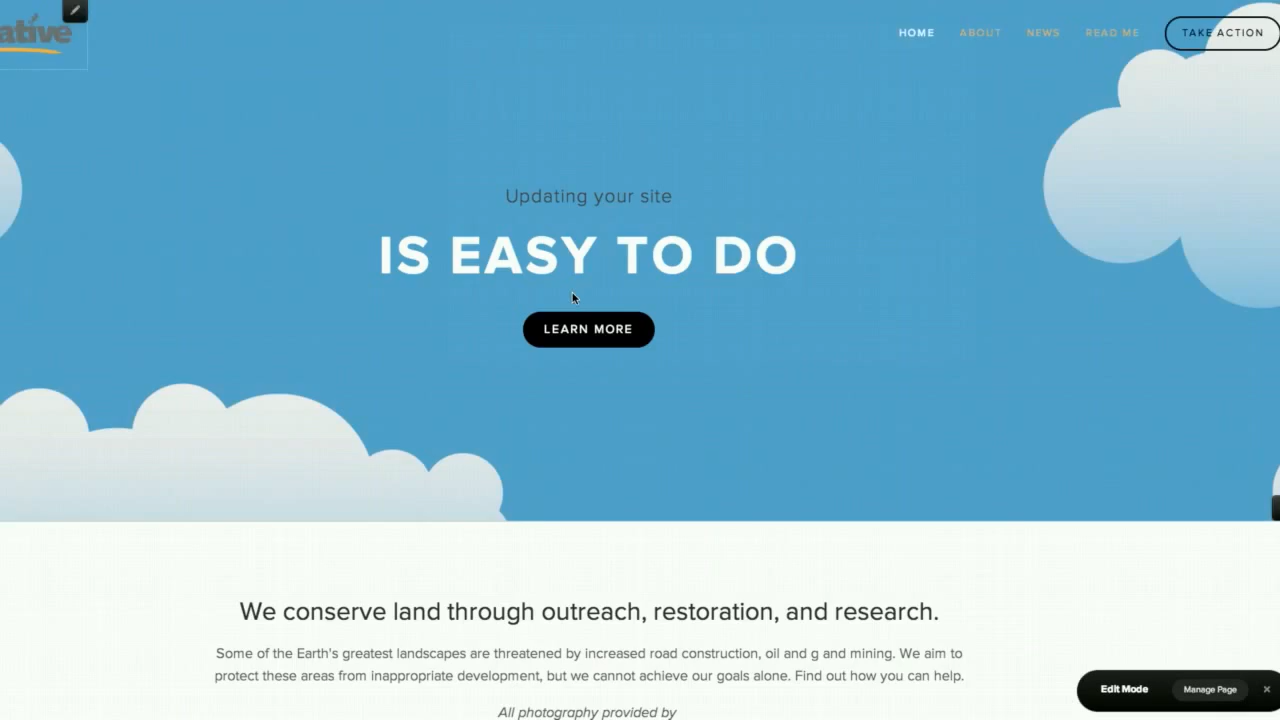 ative
HOME ABOUT NEWS READ ME TAKE ACTION
Updating your site
IS EASY TO DO
LEARN MORE
We conserve land through outreach, restoration, and research.
Some of the Earth's greatest landscapes are threatened by increased road construction, oil and g and mining. We aim to
protect these areas from inappropriate development, but we cannot achieve our goals alone. Find out how you can help.
All photography provided by
Edit Mode Manage Page ×